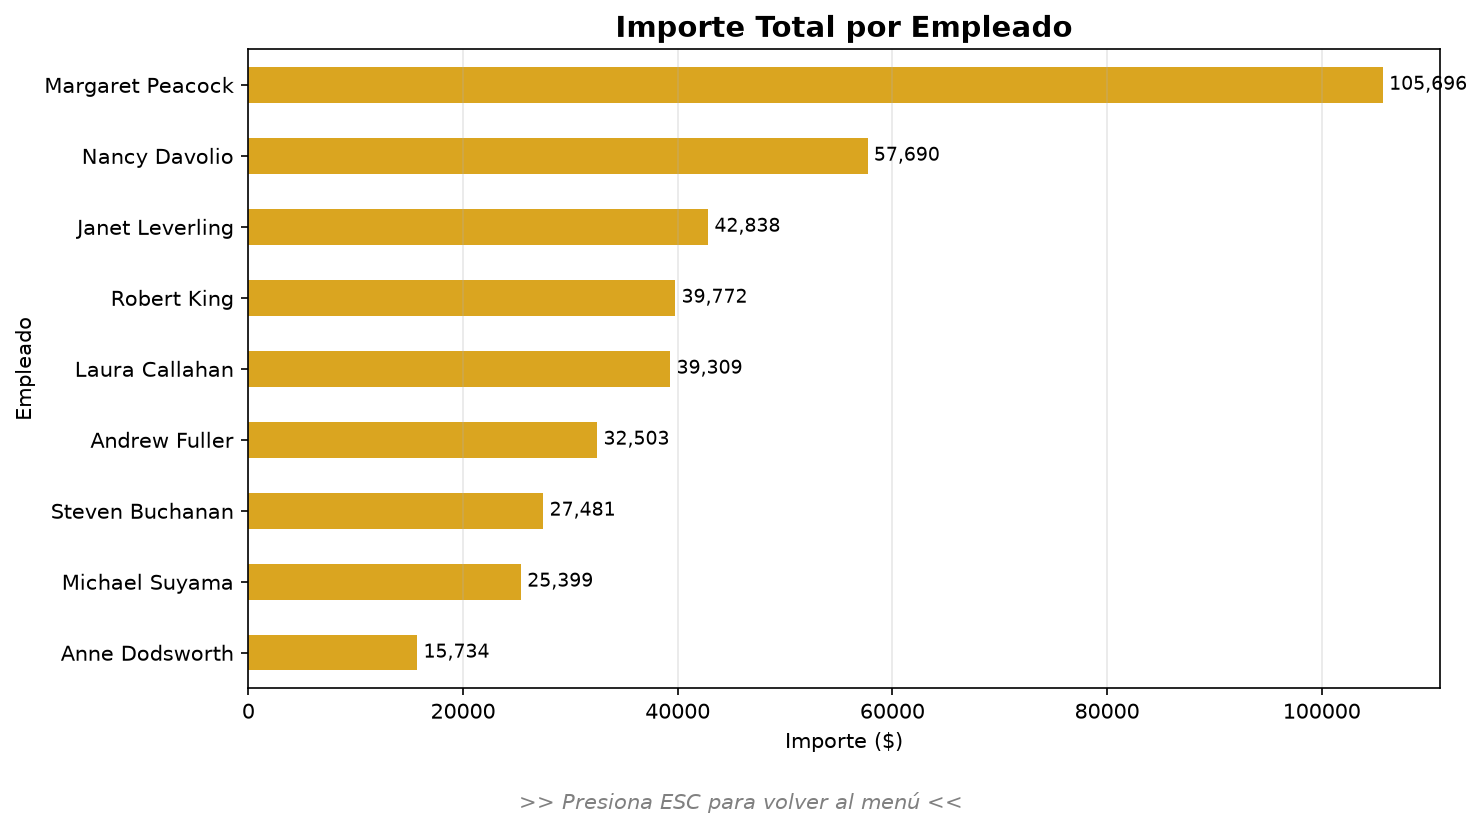 Importe Total por Empleado
Margaret Peacock 105,696
Nancy Davolio 57,690
Janet Leverling 42,838
Robert King 39,772
Laura Callahan 39,309
Andrew Fuller 32,503
Steven Buchanan 27,481
Michael Suyama 25,399
Anne Dodsworth 15,734
Empleado
0 20000 40000 60000 80000 100000
Importe ($)
>> Presiona ESC para volver al menú <<